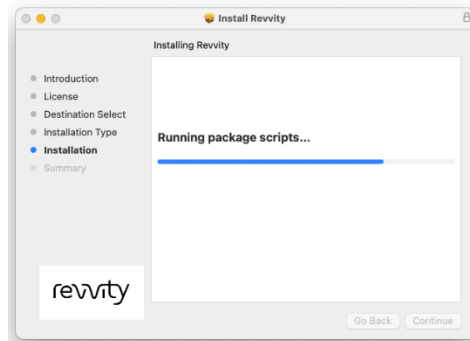 Install Revvity
Installing Revvity
Introduction
License
Destination Select
Installation Type
Installation
Summary
Running package scripts...
revvity
Go Back
Continue